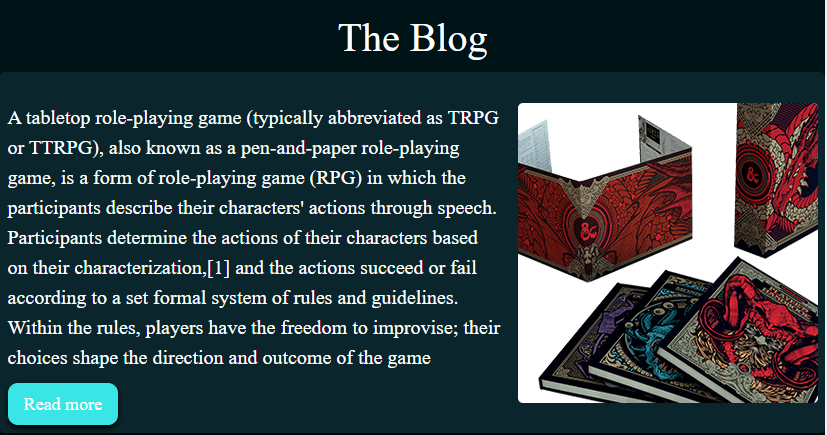 The Blog
A tabletop role-playing game (typically abbreviated as TRPG
or TTRPG), also known as a pen-and-paper role-playing
game, is a form of role-playing game (RPG) in which the
participants describe their characters' actions through speech.
Participants determine the actions of their characters based
on their characterization,[1] and the actions succeed or fail
according to a set formal system of rules and guidelines.
Within the rules, players have the freedom to improvise; their
choices shape the direction and outcome of the game
Read more